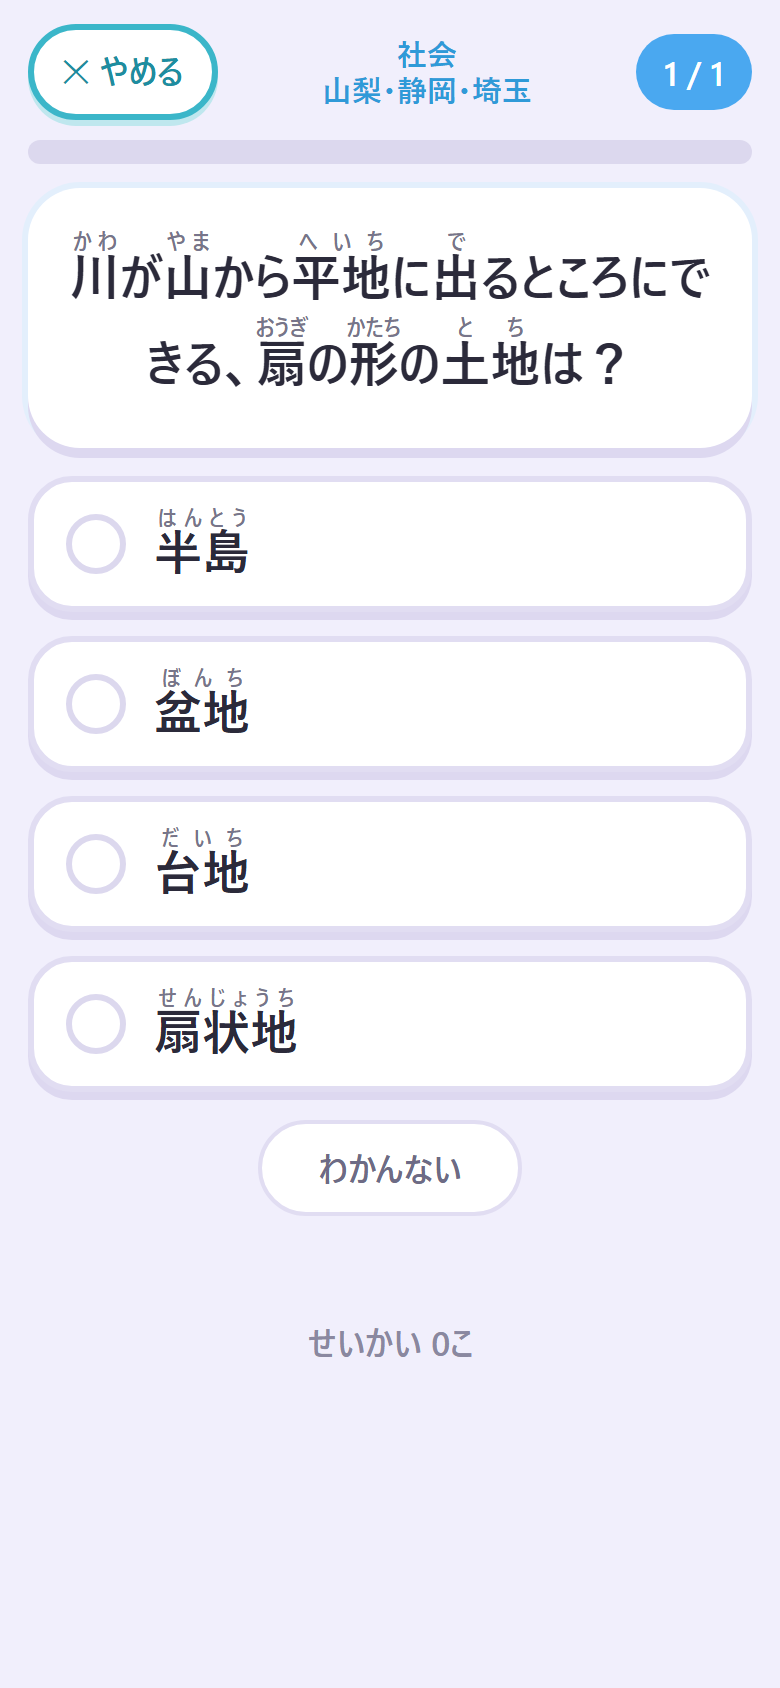 × やめる
社会
山梨・静岡・埼玉
1 / 1
かわ やま へいち で
川が山から平地に出るところにで
おうぎ かたち とち
きる、扇の形の土地は？
はんとう
半島
ぼんち
盆地
だいち
台地
せんじょうち
扇状地
わかんない
せいかい 0こ